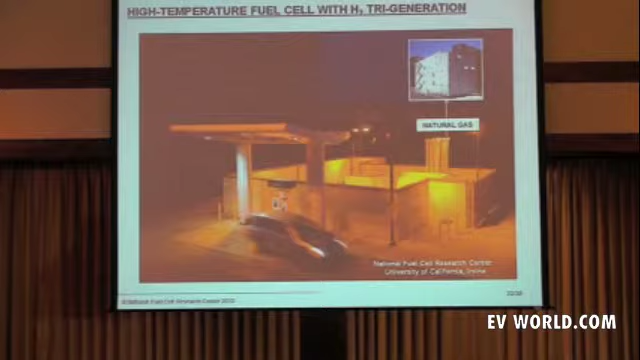 HIGH-TEMPERATURE FUEL CELL WITH H₂ TRI-GENERATION
NATURAL GAS
National Fuel Cell Research Center
University of California, Irvine
EV WORLD.COM